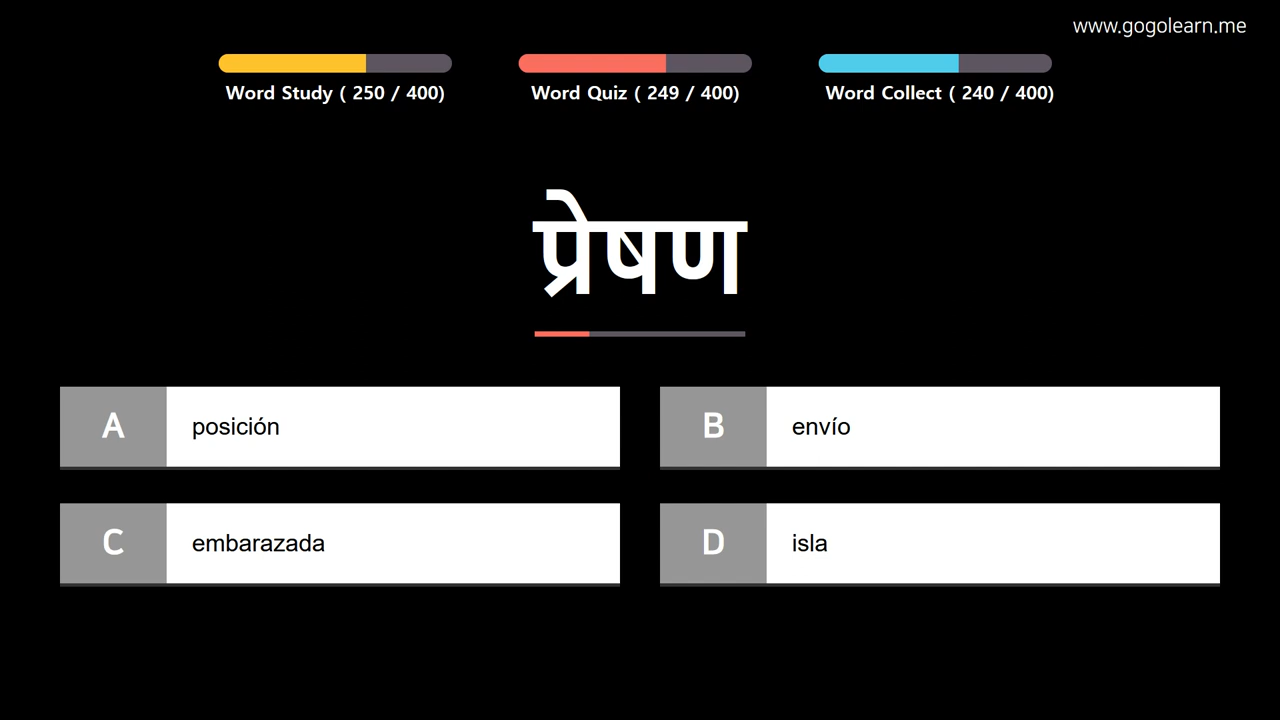 www.gogolearn.me
Word Study ( 250 / 400)
Word Quiz ( 249 / 400)
Word Collect ( 240 / 400)
प्रेषण
A posición
B envío
C embarazada
D isla